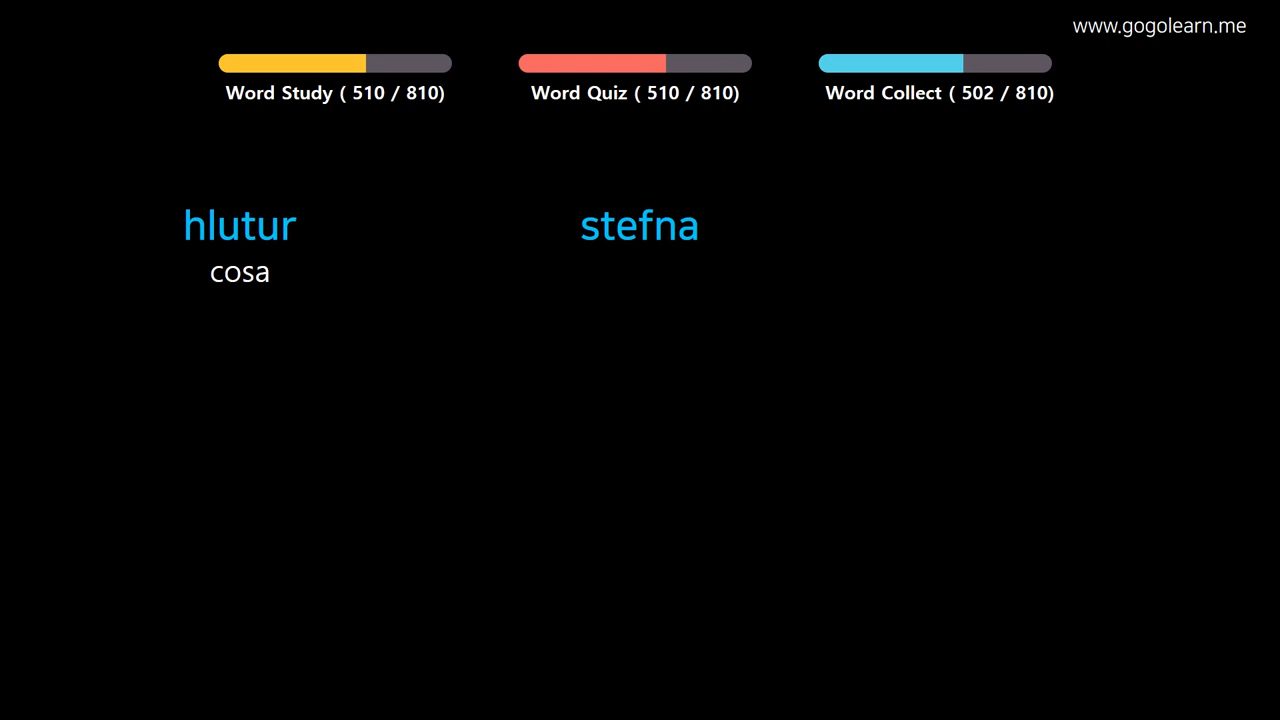 www.gogolearn.me
Word Study ( 510 / 810)
Word Quiz ( 510 / 810)
Word Collect ( 502 / 810)
hlutur
cosa
stefna